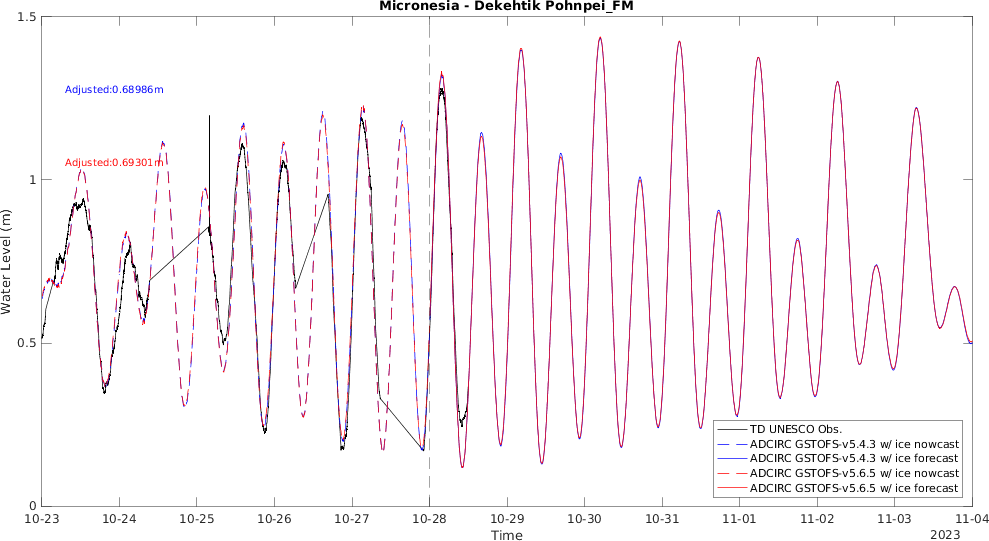 Micronesia - Dekehtik Pohnpei_FM
1.5
1
0.5
0
Water Level (m)
Adjusted:0.68986m
Adjusted:0.69301m
TD UNESCO Obs.
ADCIRC GSTOFS-v5.4.3 w/ ice nowcast
ADCIRC GSTOFS-v5.4.3 w/ ice forecast
ADCIRC GSTOFS-v5.6.5 w/ ice nowcast
ADCIRC GSTOFS-v5.6.5 w/ ice forecast
10-23 10-24 10-25 10-26 10-27 10-28 10-29 10-30 10-31 11-01 11-02 11-03 11-04
Time
2023